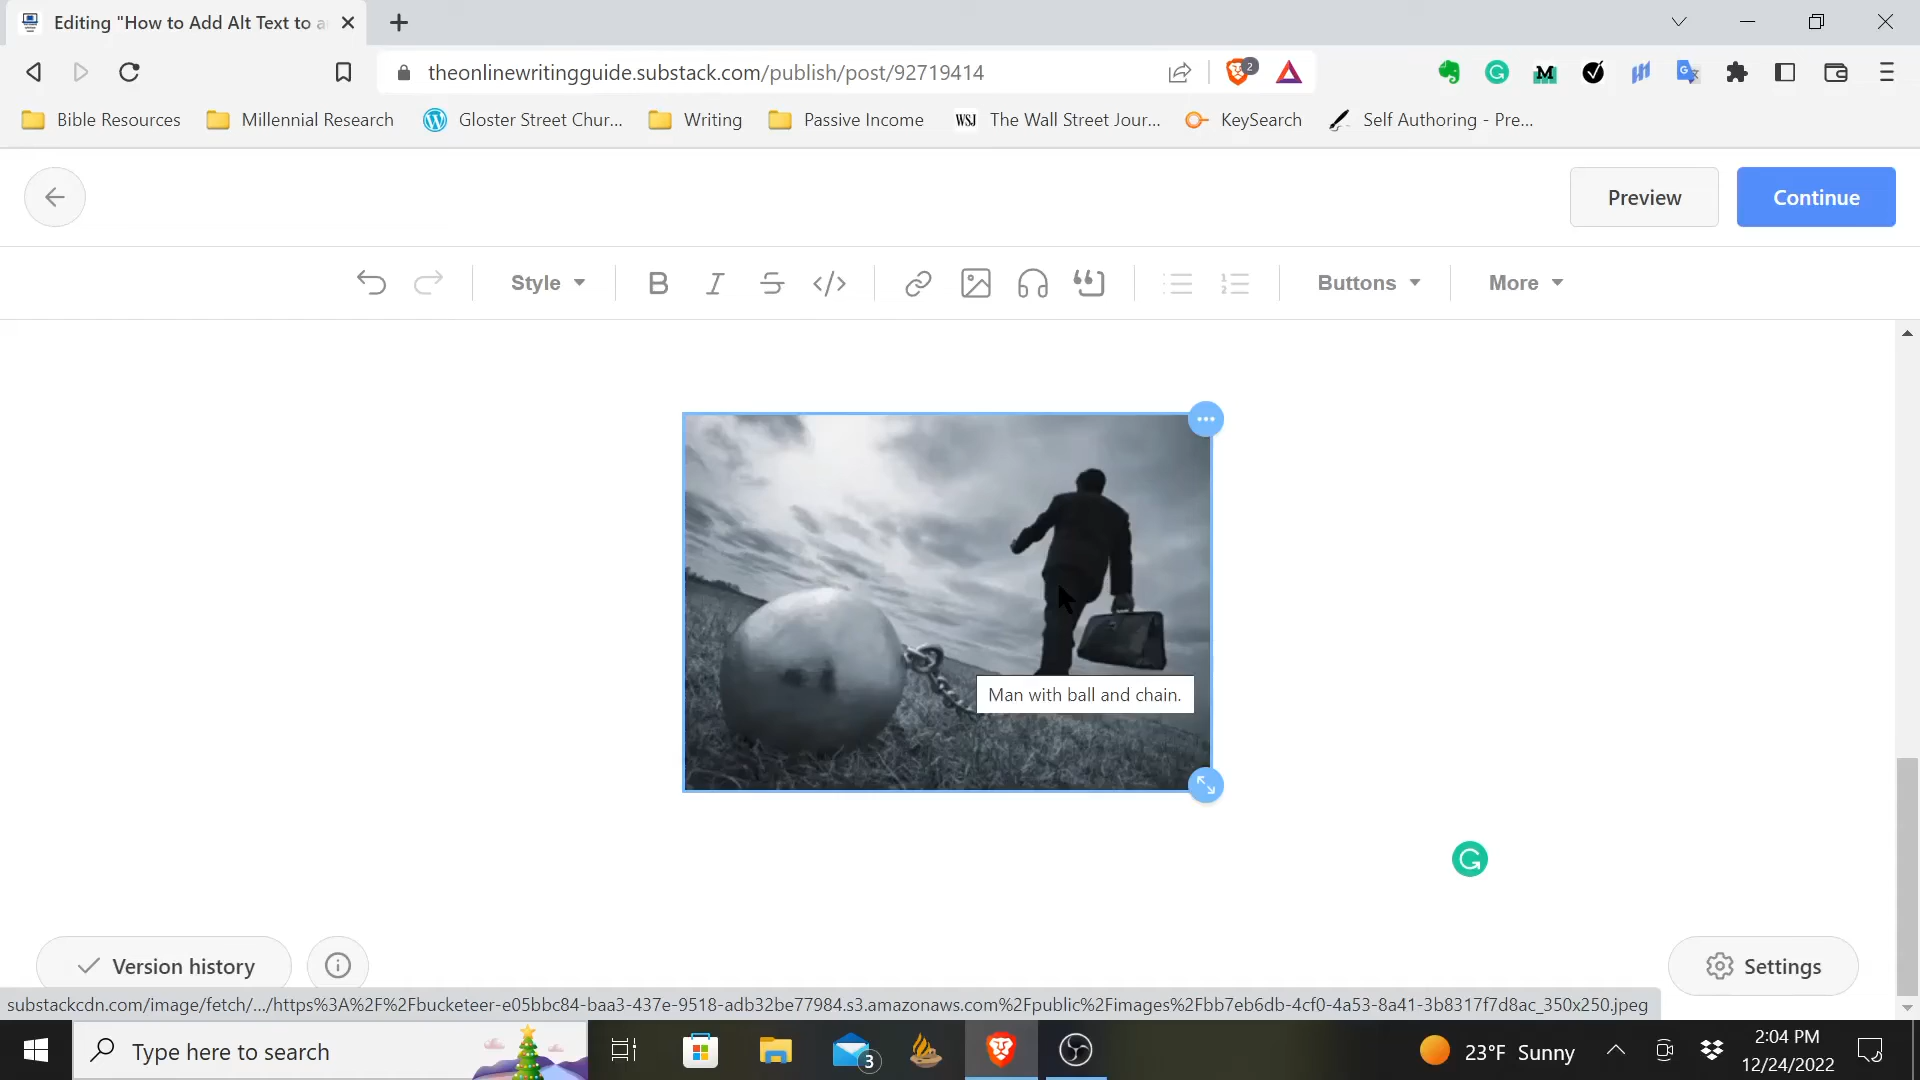 Editing "How to Add Alt Text to a
theonlinewritingguide.substack.com/publish/post/92719414
2
Bible Resources
Millennial Research
Gloster Street Chur...
Writing
Passive Income
WSJ The Wall Street Jour...
KeySearch
Self Authoring - Pre...
Preview
Continue
Style
B
I
S
Buttons
More
Man with ball and chain.
Version history
Settings
substackcdn.com/image/fetch/.../https%3A%2F%2Fbucketeer-e05bbc84-baa3-437e-9518-adb32be77984.s3.amazonaws.com%2Fpublic%2Fimages%2Fbb7eb6db-4cf0-4a53-8a41-3b8317f7d8ac_350x250.jpeg
Type here to search
3
23°F Sunny
2:04 PM
12/24/2022